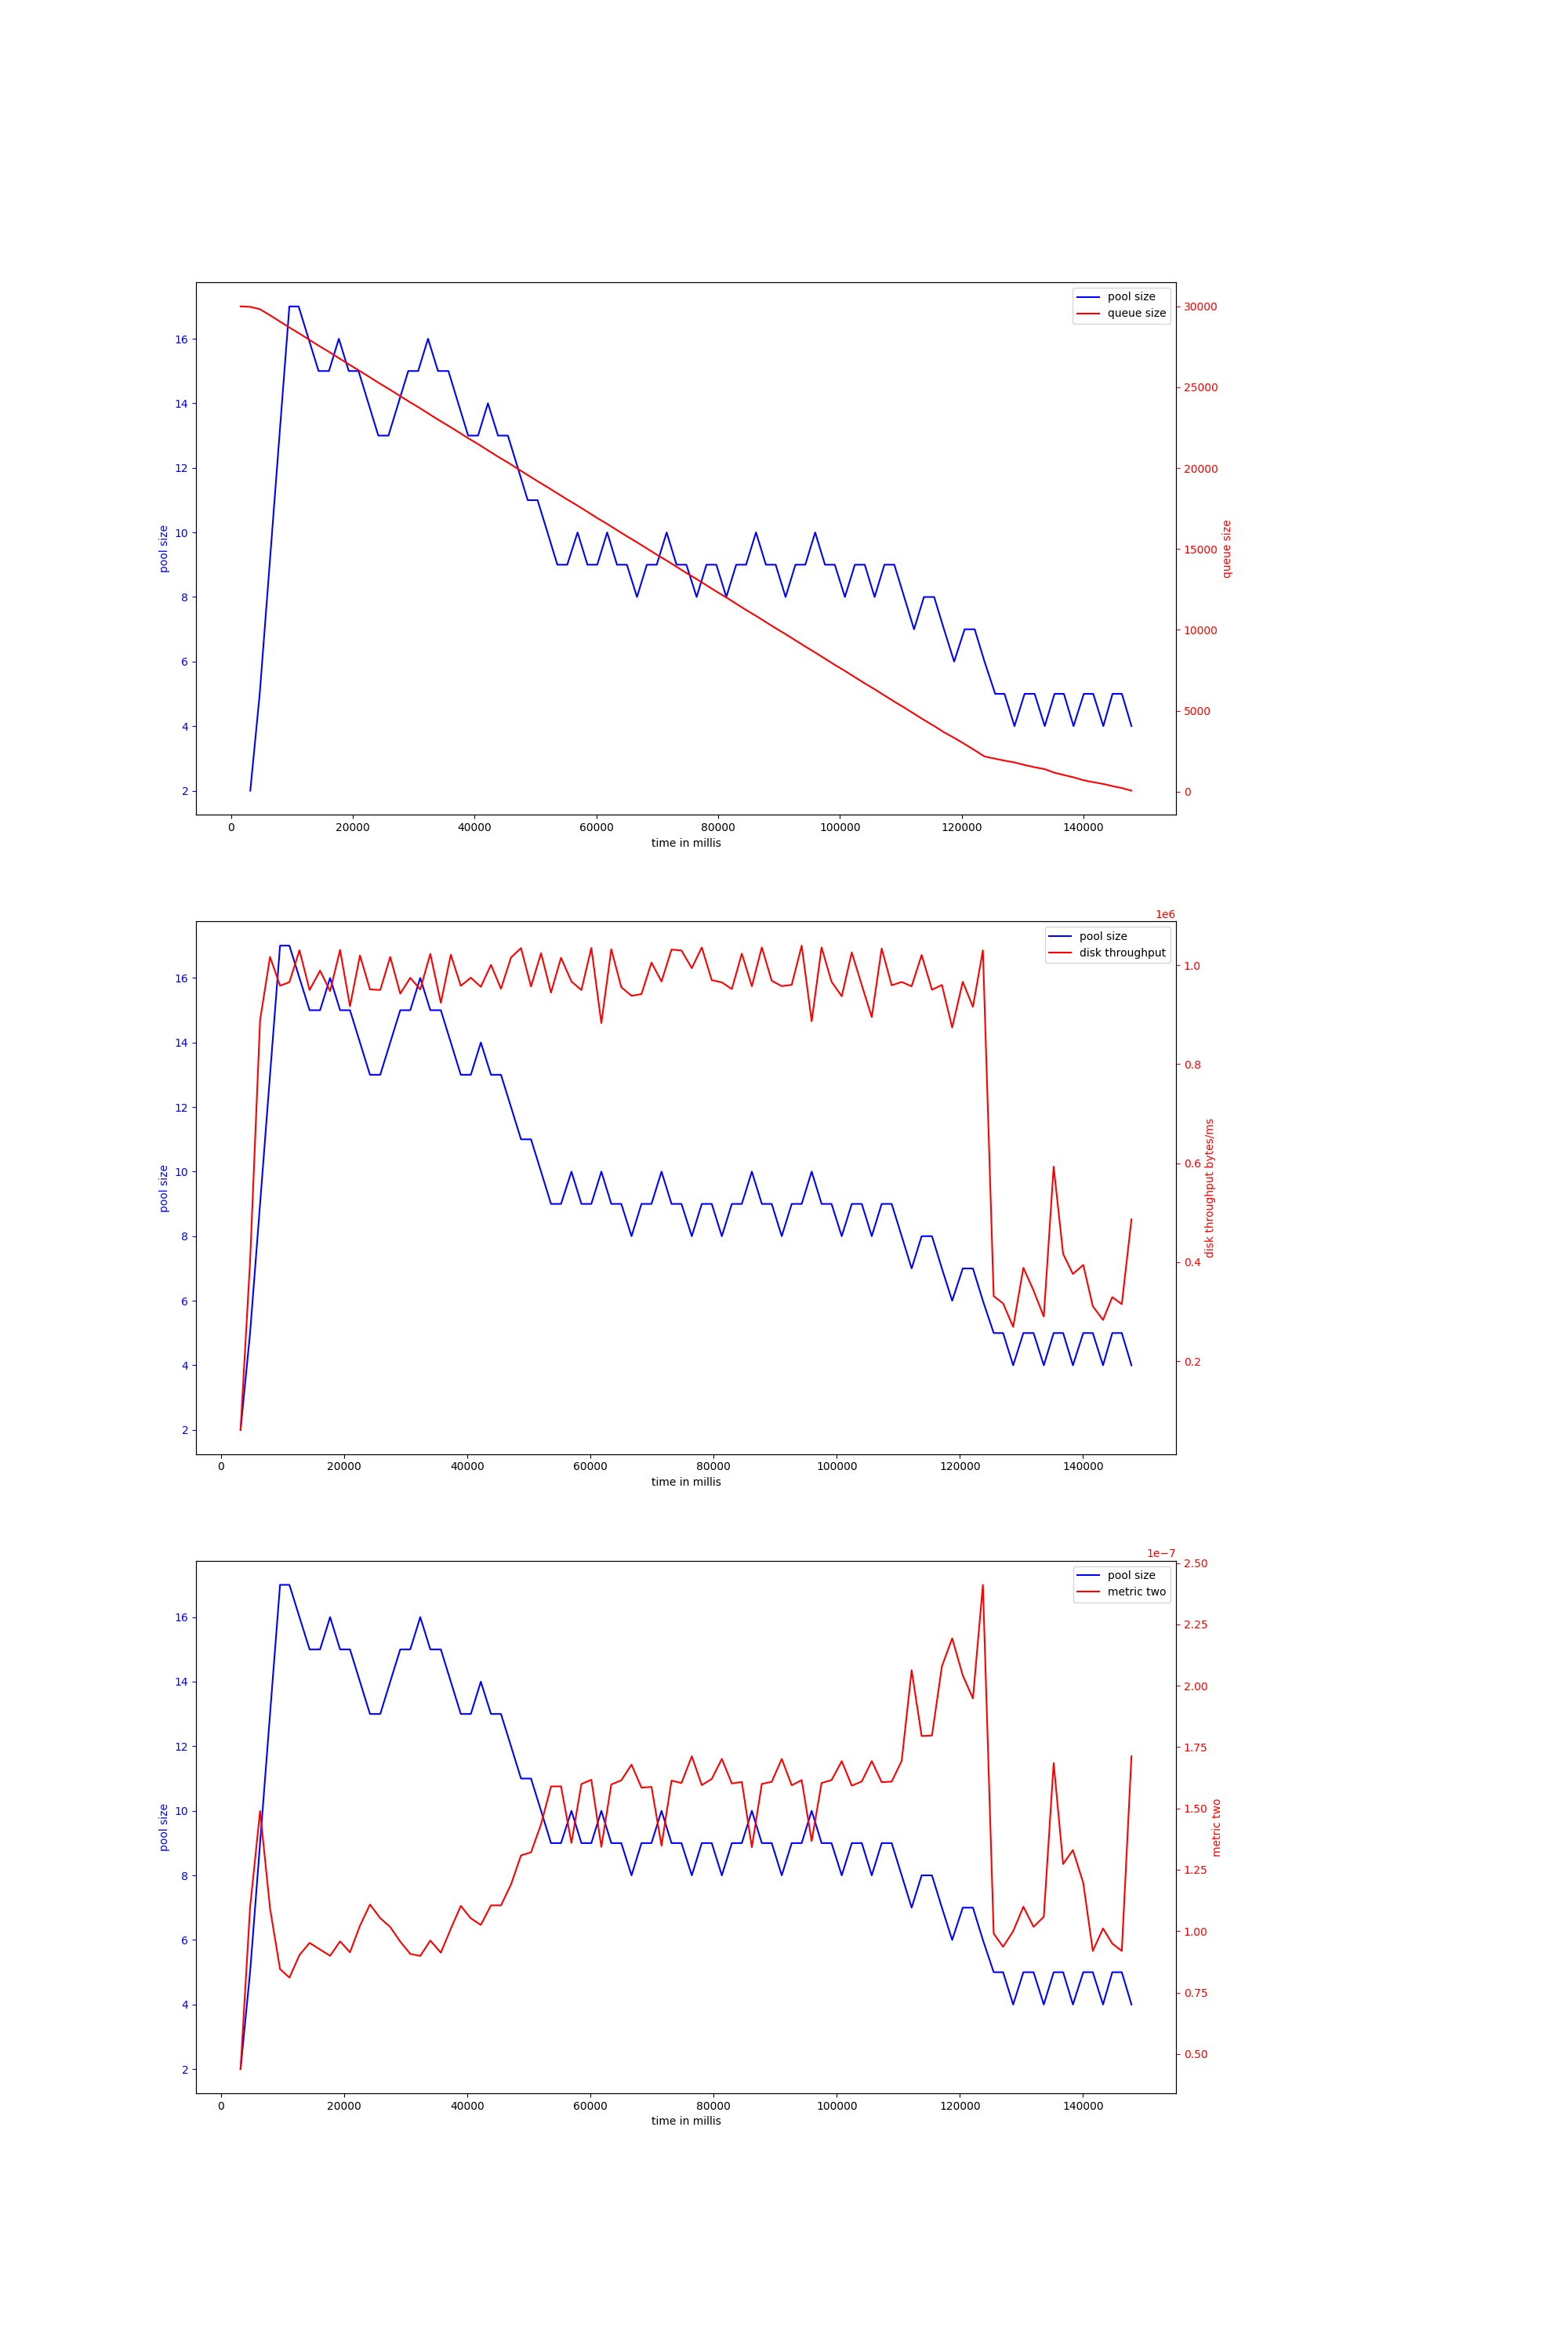 pool size
queue size
16
14
12
10
8
6
4
2
pool size
30000
25000
20000
15000
10000
5000
0
queue size
0 20000 40000 60000 80000 100000 120000 140000
time in millis
1e6
pool size
disk throughput
16
14
12
10
8
6
4
2
pool size
1.0
0.8
0.6
0.4
0.2
disk throughput bytes/ms
0 20000 40000 60000 80000 100000 120000 140000
time in millis
1e−7
pool size
metric two
16
14
12
10
8
6
4
2
pool size
2.50
2.25
2.00
1.75
1.50
1.25
1.00
0.75
0.50
metric two
0 20000 40000 60000 80000 100000 120000 140000
time in millis